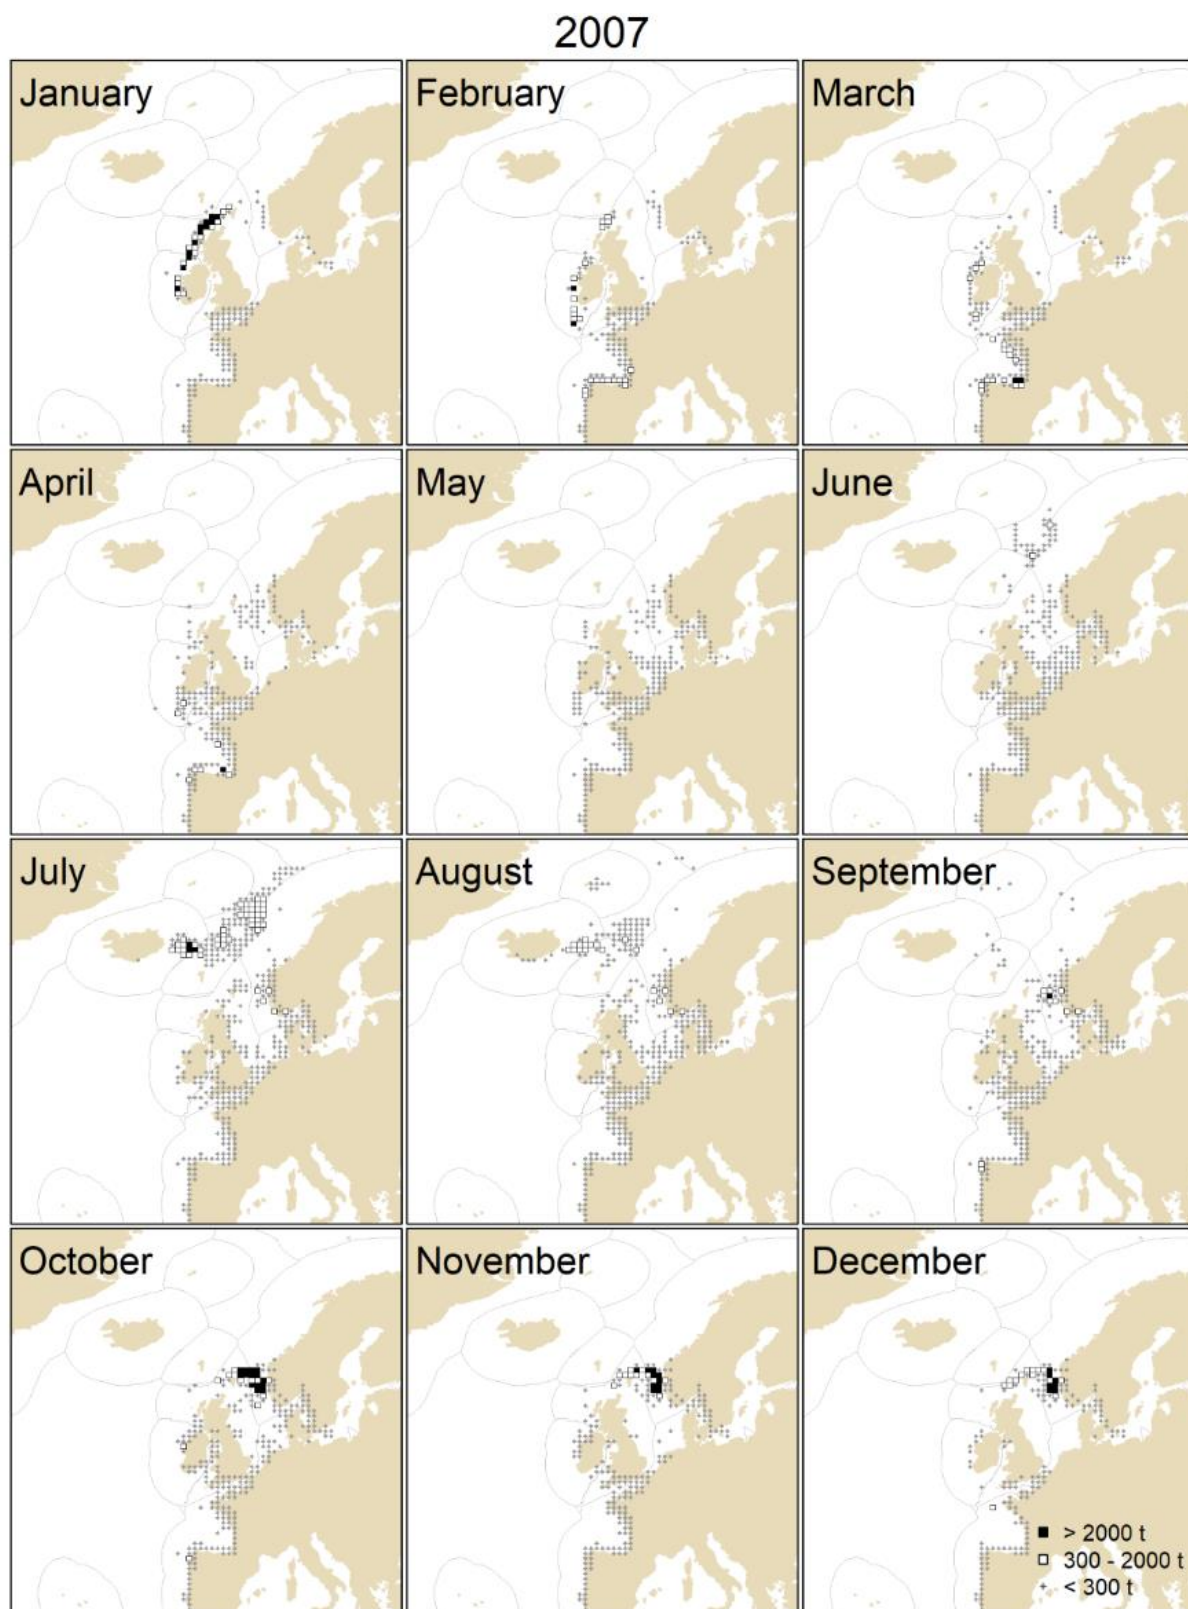 2007
January
February
March
April
May
June
July
August
September
October
November
December
> 2000 t
300 - 2000 t
< 300 t